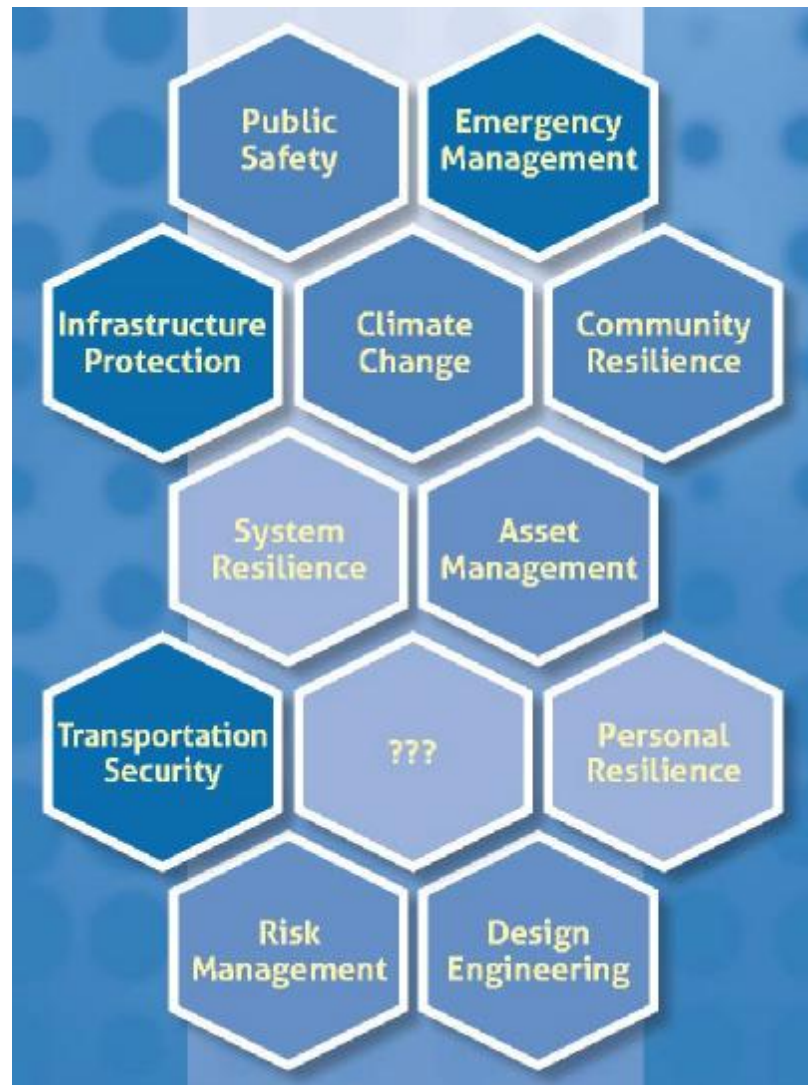 Public
Safety
Emergency
Management
Infrastructure
Protection
Climate
Change
Community
Resilience
System
Resilience
Asset
Management
Transportation
Security
???
Personal
Resilience
Risk
Management
Design
Engineering